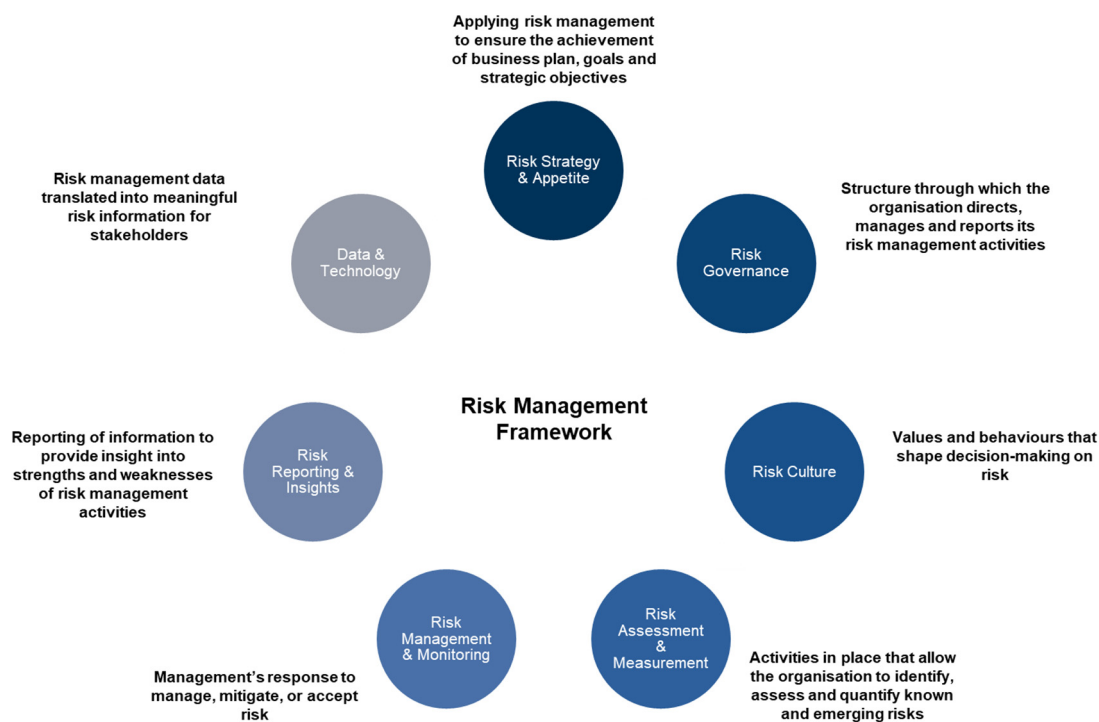 Applying risk management
to ensure the achievement
of business plan, goals and
strategic objectives
Risk Strategy
& Appetite
Structure through which the
organisation directs,
manages and reports its
risk management activities
Risk
Governance
Values and behaviours that
shape decision-making on
risk
Risk Culture
Activities in place that allow
the organisation to identify,
assess and quantify known
and emerging risks
Risk
Assessment
&
Measurement
Management’s response to
manage, mitigate, or accept
risk
Risk
Management
& Monitoring
Reporting of information to
provide insight into
strengths and weaknesses
of risk management
activities
Risk
Reporting &
Insights
Risk management data
translated into meaningful
risk information for
stakeholders
Data &
Technology
Risk Management
Framework